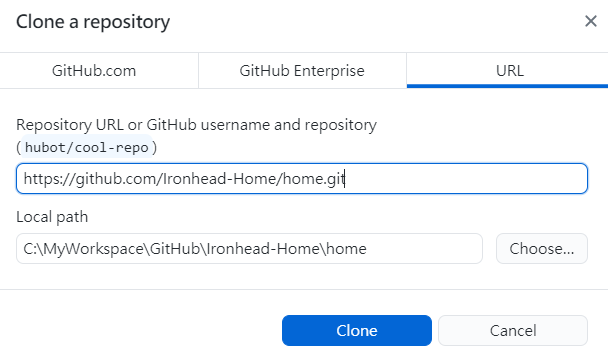 Clone a repository
GitHub.com
GitHub Enterprise
URL
Repository URL or GitHub username and repository
(hubot/cool-repo)
https://github.com/Ironhead-Home/home.git
Local path
C:\MyWorkspace\GitHub\Ironhead-Home\home
Choose...
Clone
Cancel